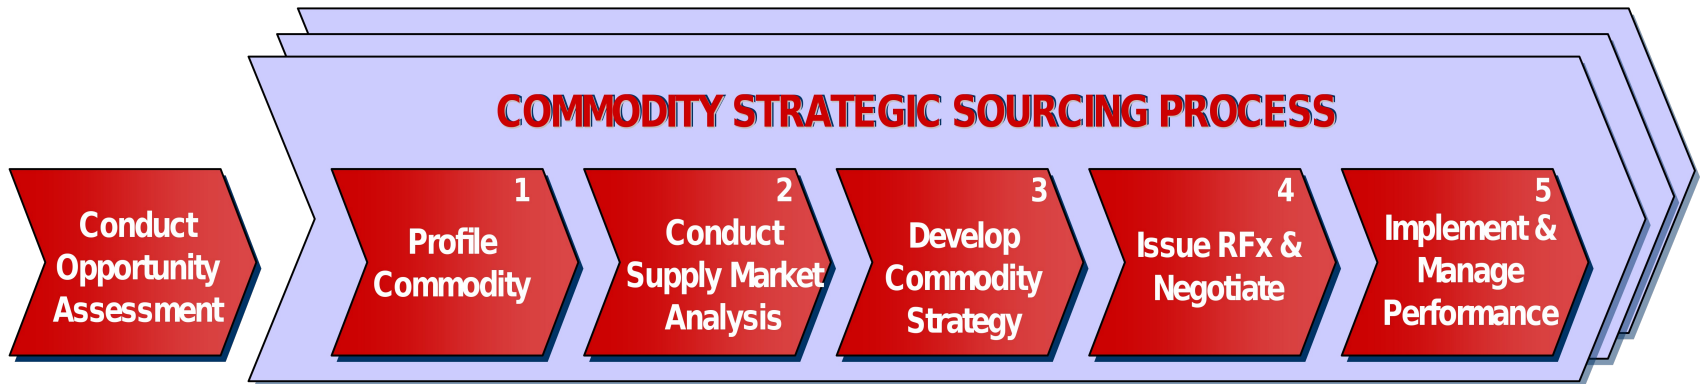 COMMODITY STRATEGIC SOURCING PROCESS
Conduct
Opportunity
Assessment
1
Profile
Commodity
2
Conduct
Supply Market
Analysis
3
Develop
Commodity
Strategy
4
Issue RFx &
Negotiate
5
Implement &
Manage
Performance